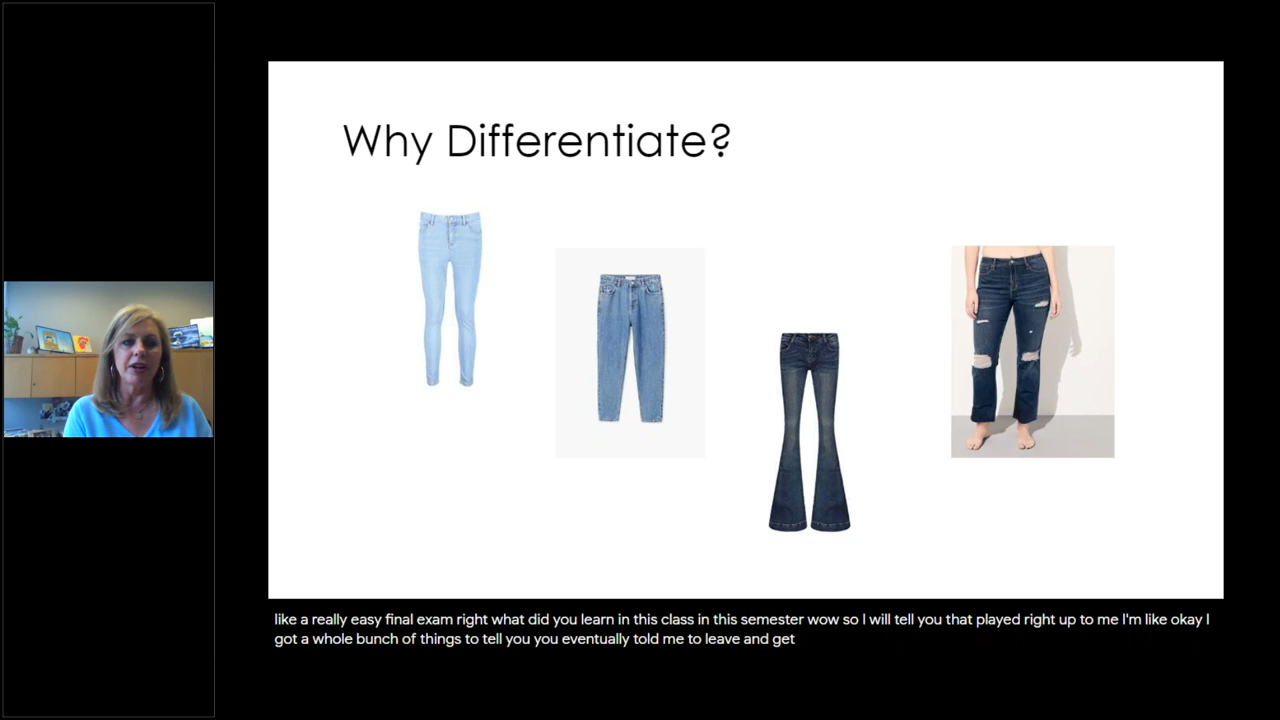 Why Differentiate?
like a really easy final exam right what did you learn in this class in this semester wow so I will tell you that played right up to me I'm like okay I
got a whole bunch of things to tell you you eventually told me to leave and get